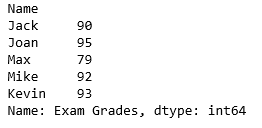 Name
Jack     90
Joan     95
Max      79
Mike     92
Kevin    93
Name: Exam Grades, dtype: int64